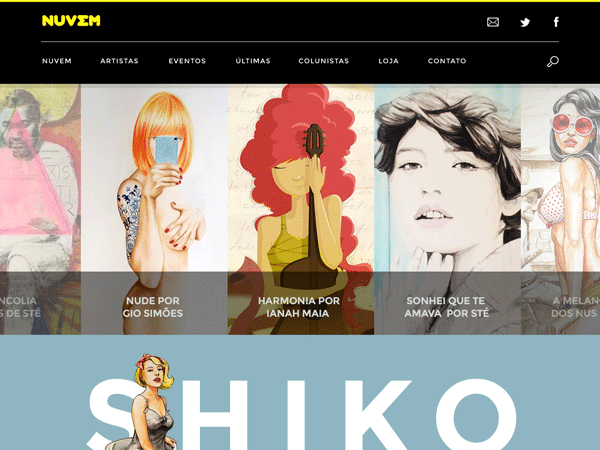 NUVEM
NUVEM ARTISTAS EVENTOS ÚLTIMAS COLUNISTAS LOJA CONTATO
NCOLIA
S DE STÉ
NUDE POR
GIO SIMÕES
HARMONIA POR
IANAH MAIA
SONHEI QUE TE
AMAVA POR STÉ
A MELANC
DOS NUS
SHIKO